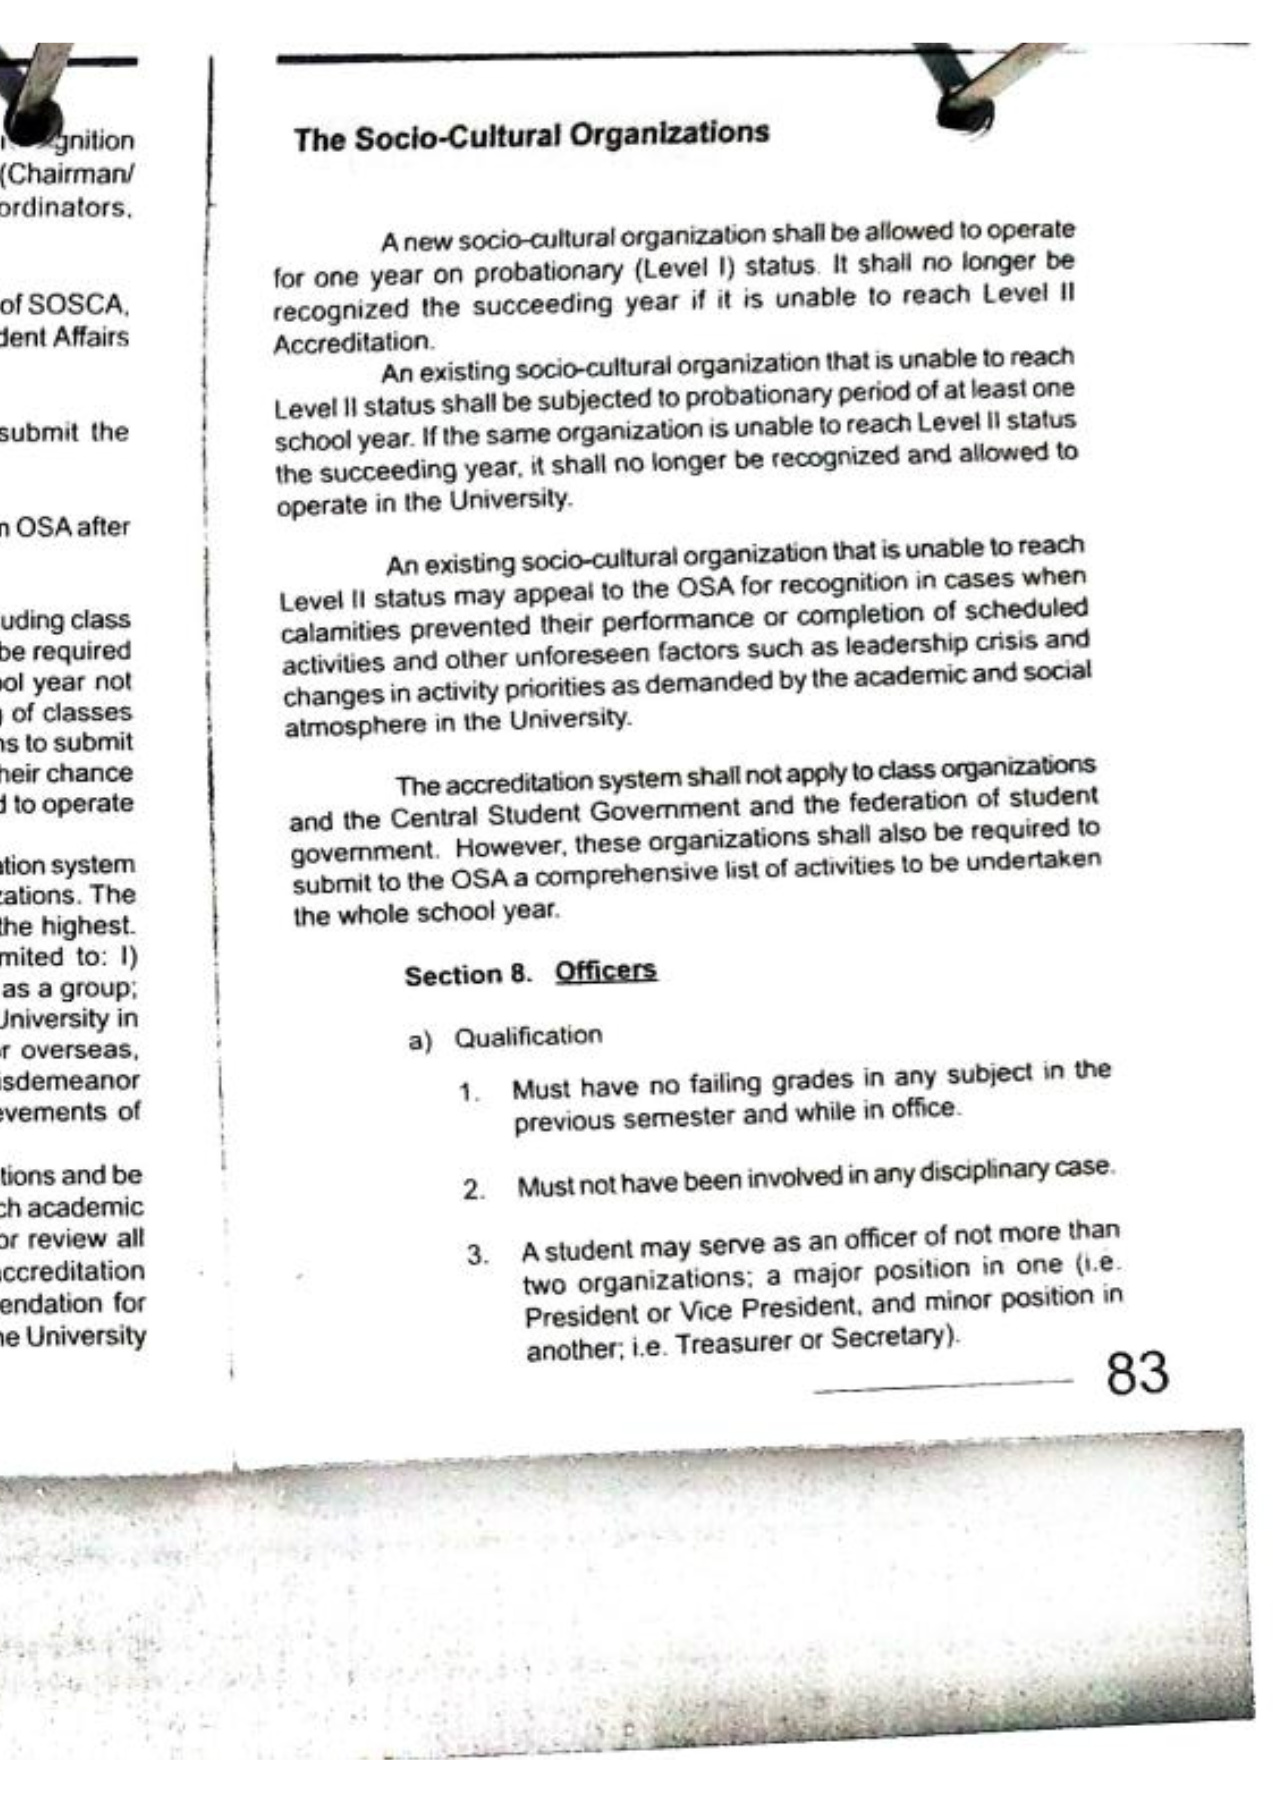 gnition
(Chairman/
ordinators,
of SOSCA,
dent Affairs
submit the
n OSA after
uding class
be required
ool year not
g of classes
ns to submit
heir chance
d to operate
ation system
zations. The
the highest.
mited to: I)
as a group;
University in
or overseas,
isdemeanor
evements of
tions and be
ch academic
or review all
accreditation
endation for
he University
The Socio-Cultural Organizations
A new socio-cultural organization shall be allowed to operate
for one year on probationary (Level I) status. It shall no longer be
recognized the succeeding year if it is unable to reach Level II
Accreditation.
An existing socio-cultural organization that is unable to reach
Level II status shall be subjected to probationary period of at least one
school year. If the same organization is unable to reach Level II status
the succeeding year, it shall no longer be recognized and allowed to
operate in the University.
An existing socio-cultural organization that is unable to reach
Level II status may appeal to the OSA for recognition in cases when
calamities prevented their performance or completion of scheduled
activities and other unforeseen factors such as leadership crisis and
changes in activity priorities as demanded by the academic and social
atmosphere in the University.
The accreditation system shall not apply to class organizations
and the Central Student Government and the federation of student
government. However, these organizations shall also be required to
submit to the OSA a comprehensive list of activities to be undertaken
the whole school year.
Section 8. Officers
a) Qualification
1. Must have no failing grades in any subject in the
previous semester and while in office.
2. Must not have been involved in any disciplinary case.
3. A student may serve as an officer of not more than
two organizations; a major position in one (i.e.
President or Vice President, and minor position in
another; i.e. Treasurer or Secretary).
83